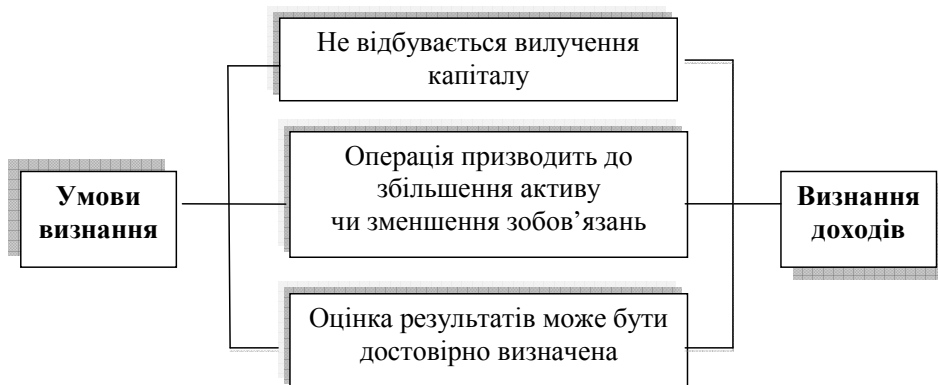 Не відбувається вилучення
капіталу
Операція призводить до
збільшення активу
чи зменшення зобов’язань
Умови
визнання
Визнання
доходів
Оцінка результатів може бути
достовірно визначена